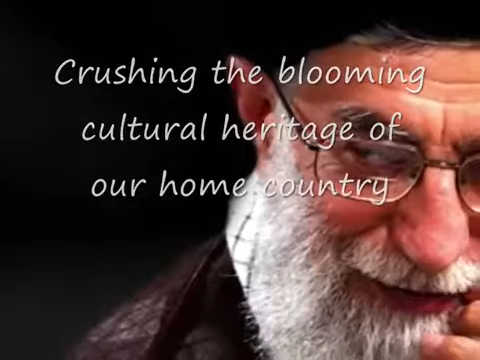 Crushing the blooming
cultural heritage of
our home country